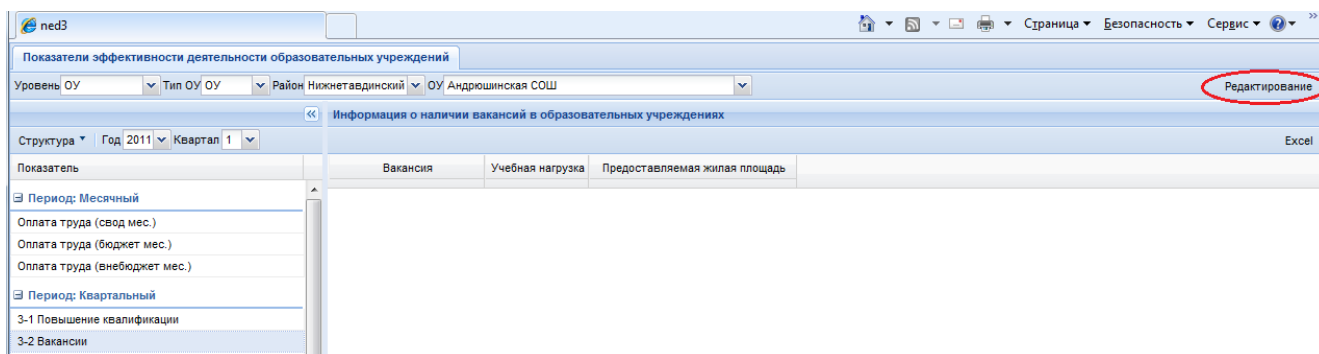 ned3
Страница Безопасность Сервис
Показатели эффективности деятельности образовательных учреждений
Уровень ОУ Тип ОУ ОУ Район Нижнетавдинский ОУ Андрюшинская СОШ Редактирование
Информация о наличии вакансий в образовательных учреждениях
Структура Год 2011 Квартал 1 Excel
Показатель Вакансия Учебная нагрузка Предоставляемая жилая площадь
Период: Месячный
Оплата труда (свод мес.)
Оплата труда (бюджет мес.)
Оплата труда (внебюджет мес.)
Период: Квартальный
3-1 Повышение квалификации
3-2 Вакансии